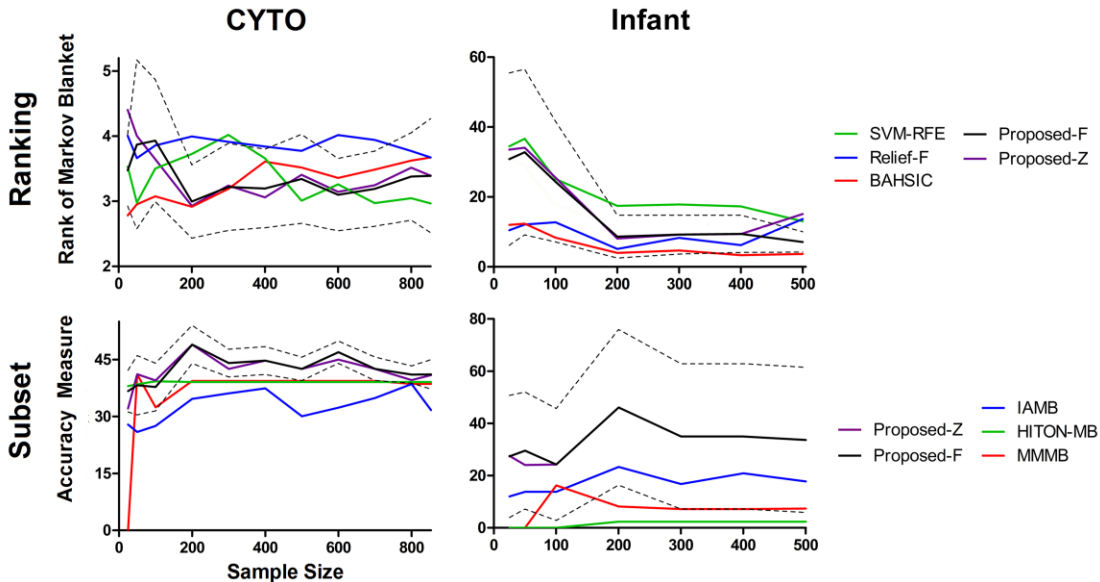 CYTO
Infant
Ranking
Rank of Markov Blanket
5
4
3
2
0 200 400 600 800
60
40
20
0
0 100 200 300 400 500
SVM-RFE Proposed-F
Relief-F Proposed-Z
BAHSIC
Subset
Accuracy Measure
45
30
15
0
0 200 400 600 800
Sample Size
80
60
40
20
0
0 100 200 300 400 500
IAMB
Proposed-Z HITON-MB
Proposed-F MMMB